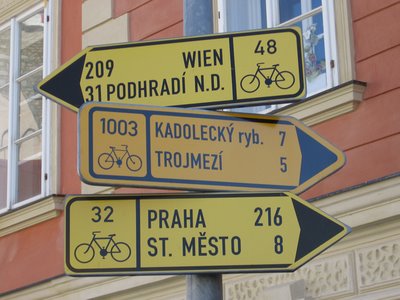 209 WIEN 48
31 PODHRADÍ N.D.
1003 KADOLECKÝ ryb. 7
TROJMEZÍ 5
32 PRAHA 216
ST. MĚSTO 8